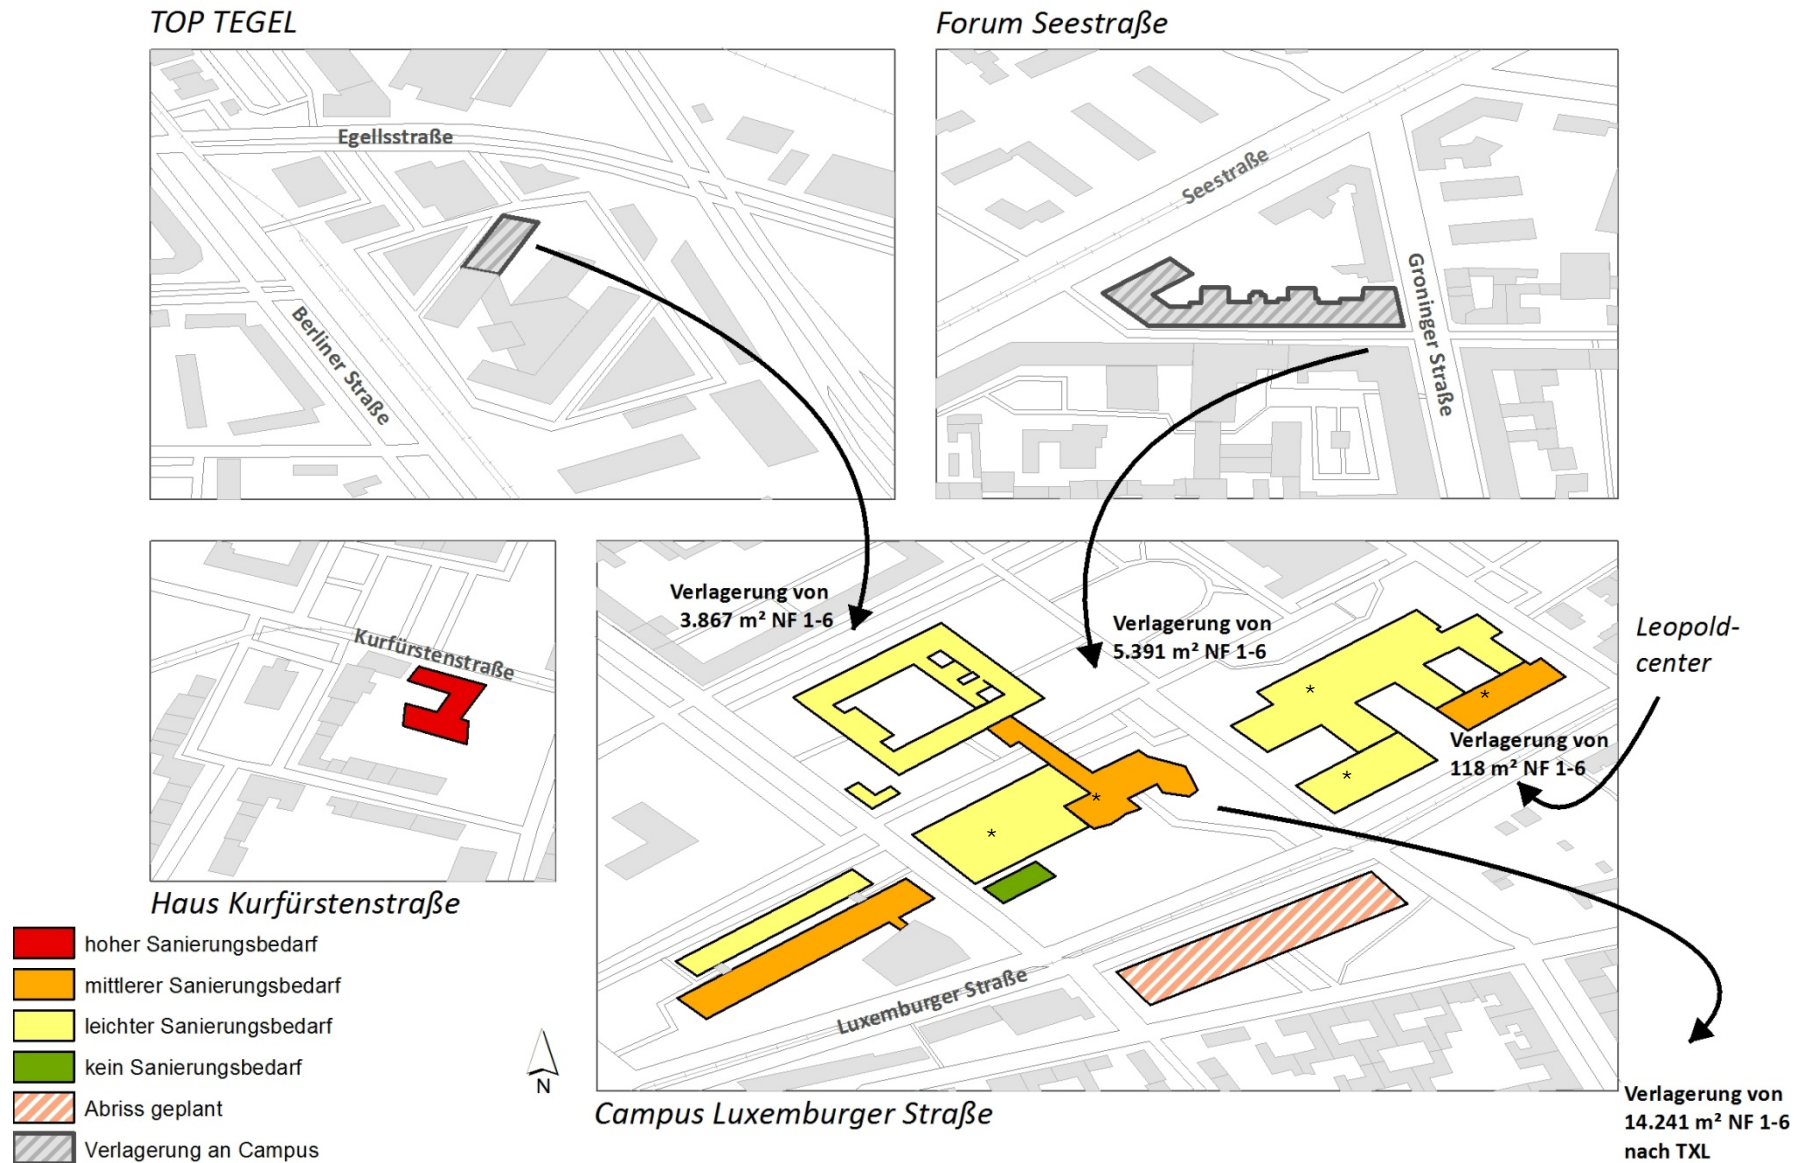 TOP TEGEL
Forum Seestraße
Egellsstraße
Berliner Straße
Seestraße
Groninger Straße
Kurfürstenstraße
Haus Kurfürstenstraße
Verlagerung von
3.867 m² NF 1-6
Verlagerung von
5.391 m² NF 1-6
Leopold-
center
Verlagerung von
118 m² NF 1-6
*
*
*
*
*
Luxemburger Straße
Campus Luxemburger Straße
Verlagerung von
14.241 m² NF 1-6
nach TXL
hoher Sanierungsbedarf
mittlerer Sanierungsbedarf
leichter Sanierungsbedarf
kein Sanierungsbedarf
Abriss geplant
Verlagerung an Campus
N